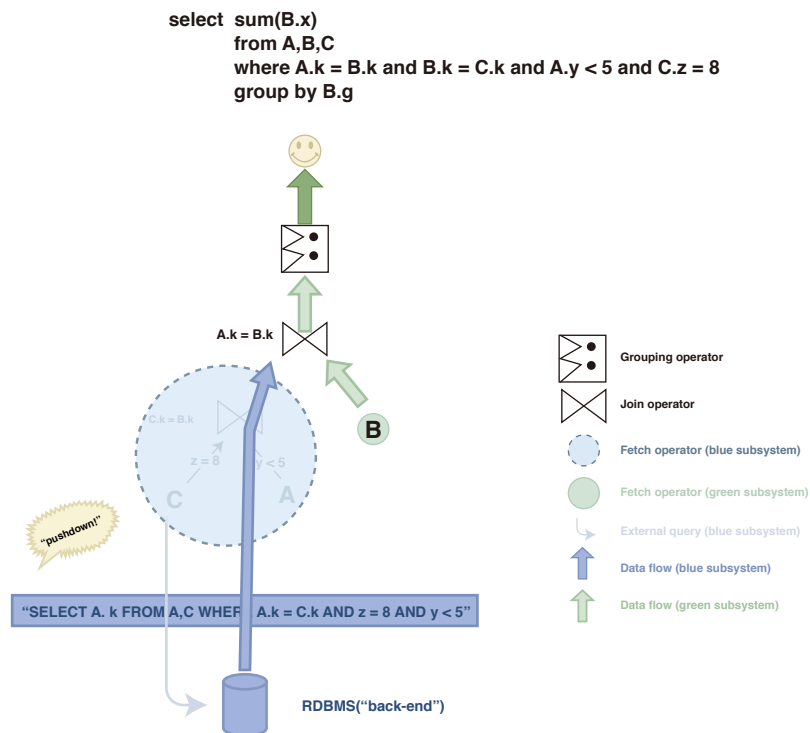 select sum(B.x)
from A,B,C
where A.k = B.k and B.k = C.k and A.y < 5 and C.z = 8
group by B.g
A.k = B.k
C.k = B.k
B
z = 8
y < 5
C
A
"pushdown!"
"SELECT A. k FROM A,C WHERE A.k = C.k AND z = 8 AND y < 5"
RDBMS("back-end")
Grouping operator
Join operator
Fetch operator (blue subsystem)
Fetch operator (green subsystem)
External query (blue subsystem)
Data flow (blue subsystem)
Data flow (green subsystem)